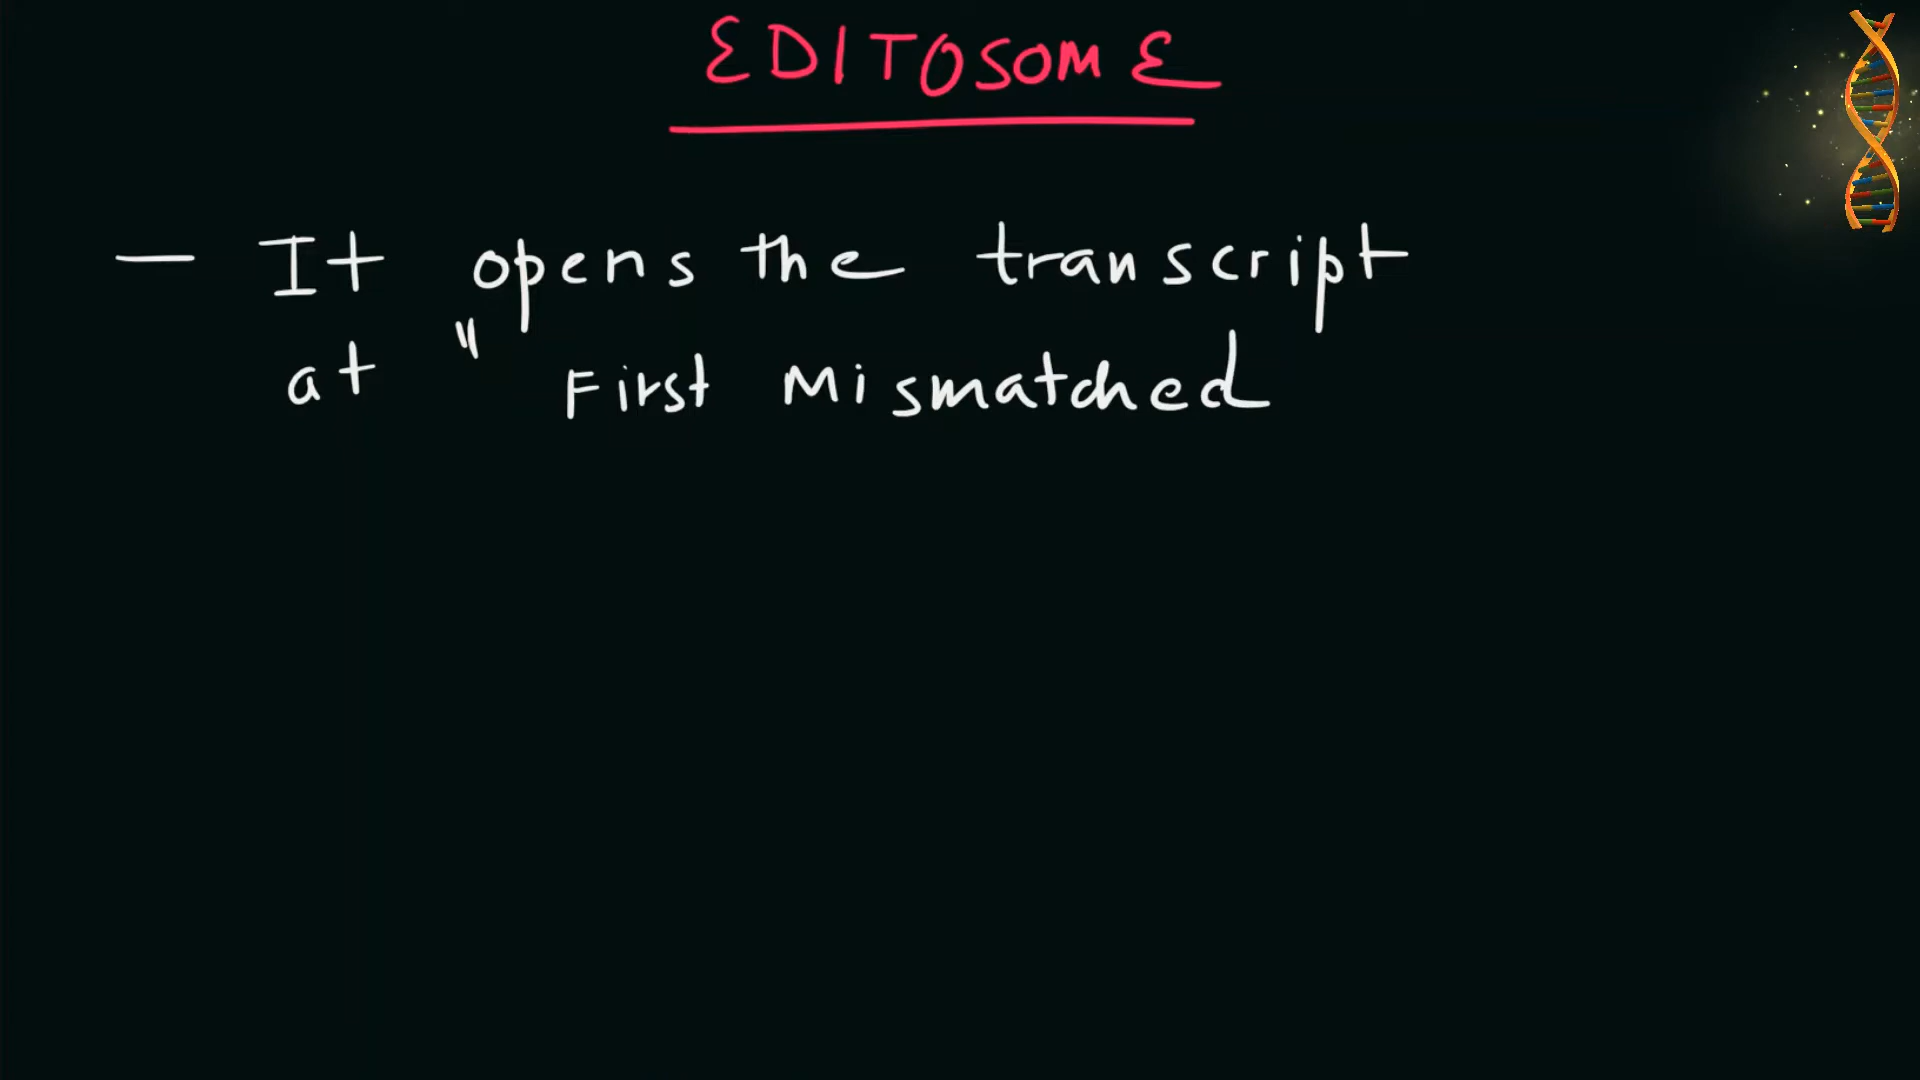 EDITOSOME
— It opens the transcript
at " First Mismatched